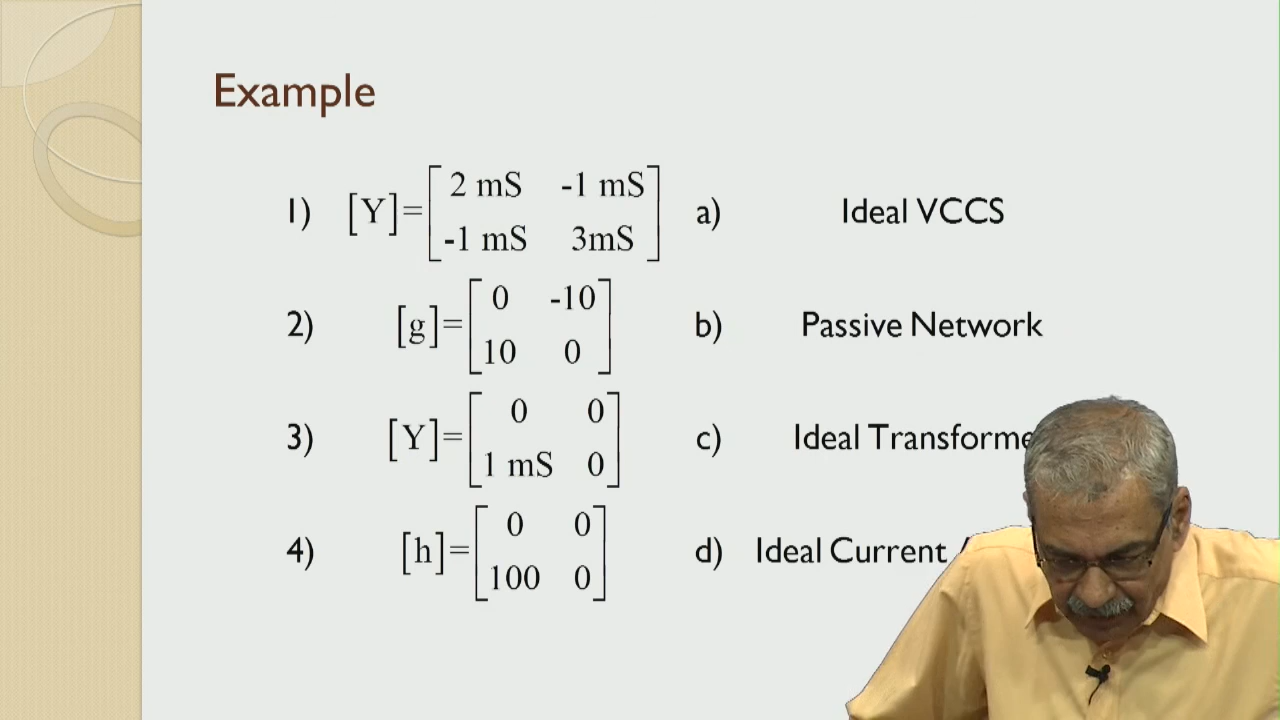 Example
1) [Y]= [2 mS -1 mS
-1 mS 3mS] a) Ideal VCCS
2) [g]= [0 -10
10 0] b) Passive Network
3) [Y]= [0 0
1 mS 0] c) Ideal
4) [h]= [0 0
100 0] d) Ideal Current